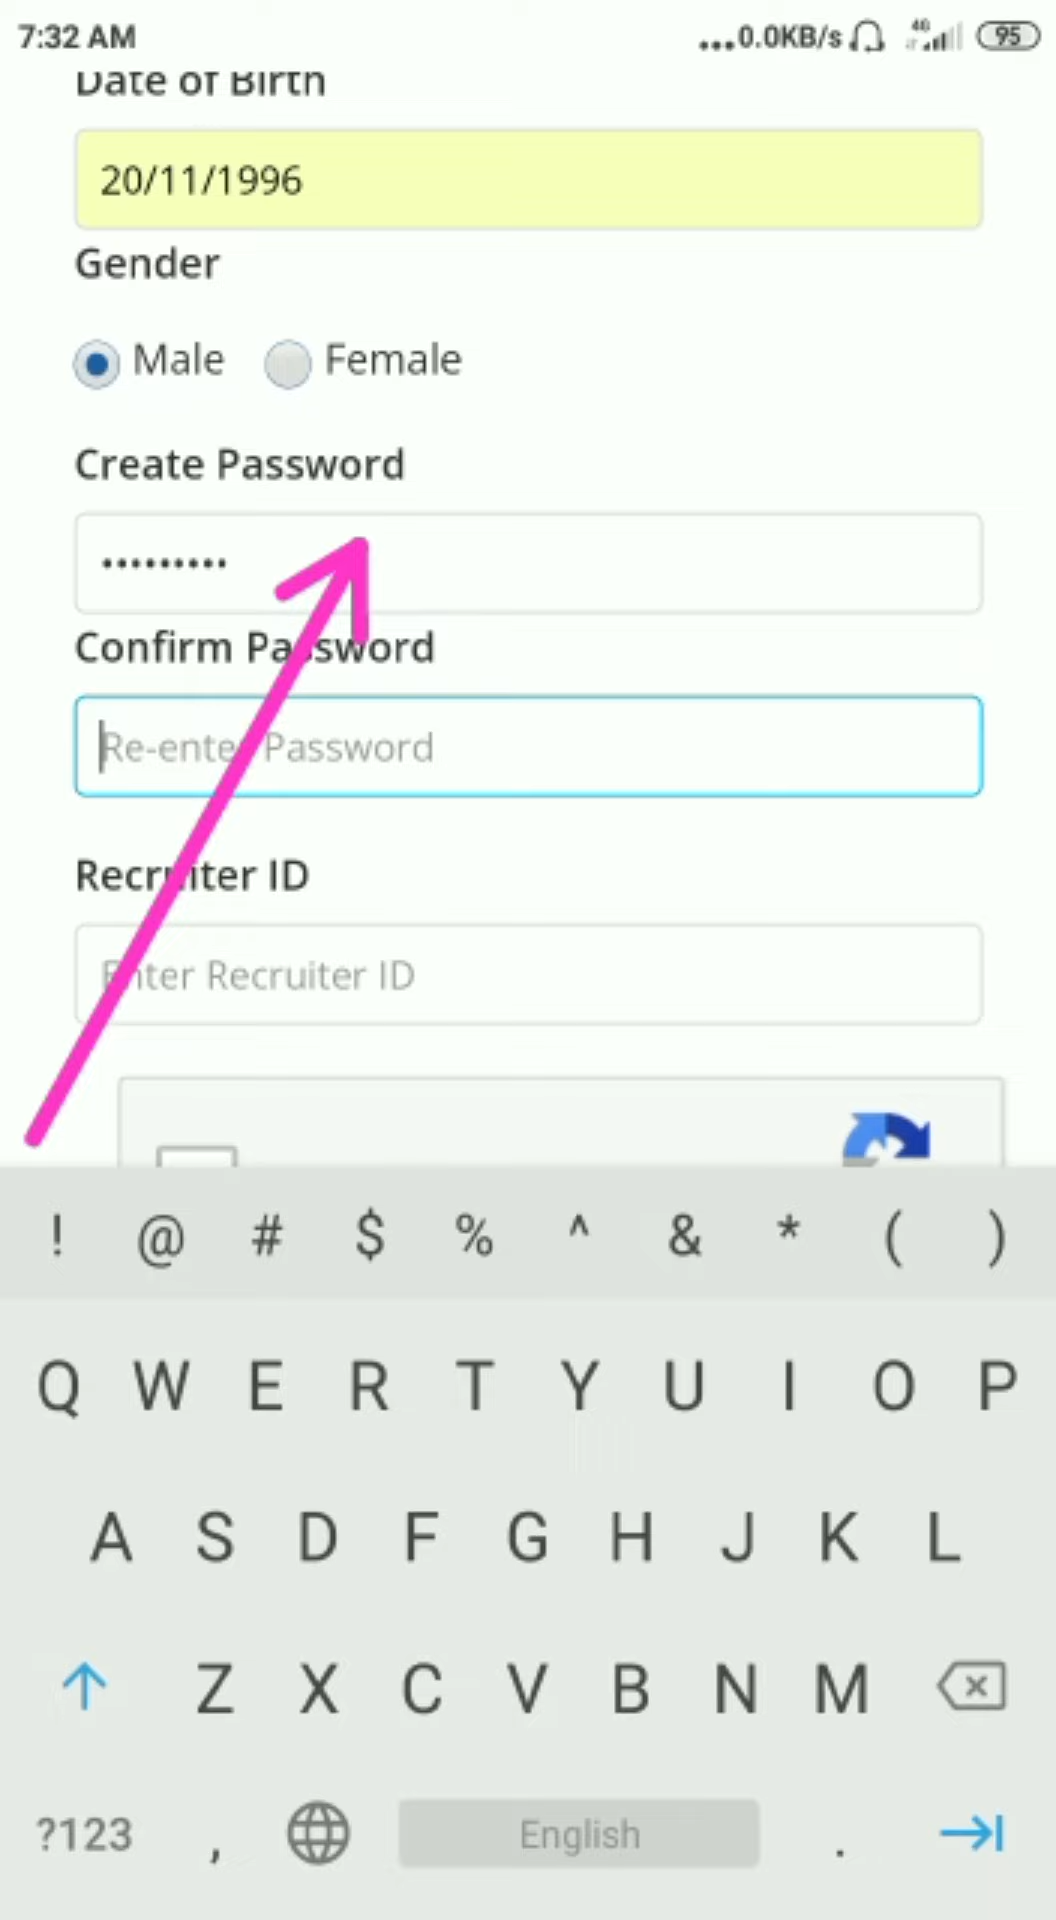 7:32 AM
...0.0KB/s 4G 95
Date of Birth
20/11/1996
Gender
Male Female
Create Password
•••••••••
Confirm Password
Re-enter Password
Recruiter ID
Enter Recruiter ID
! @ # $ % ^ & * ( )
Q W E R T Y U I O P
A S D F G H J K L
Z X C V B N M
?123 , English .